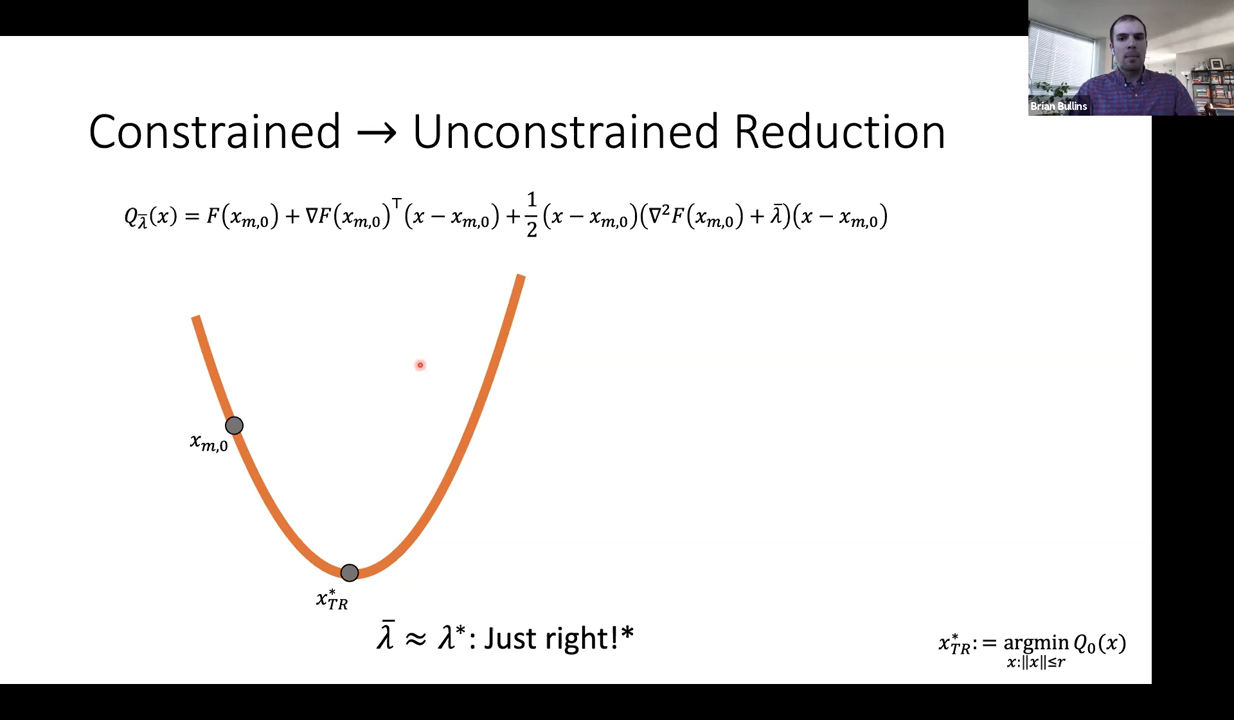 Brian Bullins
Constrained → Unconstrained Reduction
Q_λ̄(x) = F(x_{m,0}) + ∇F(x_{m,0})^⊤(x − x_{m,0}) + 1/2 (x − x_{m,0})(∇²F(x_{m,0}) + λ̄)(x − x_{m,0})
x_{m,0}
x*_{TR}
λ̄ ≈ λ*: Just right!*
x*_{TR} := argmin Q_0(x)
x:‖x‖≤r